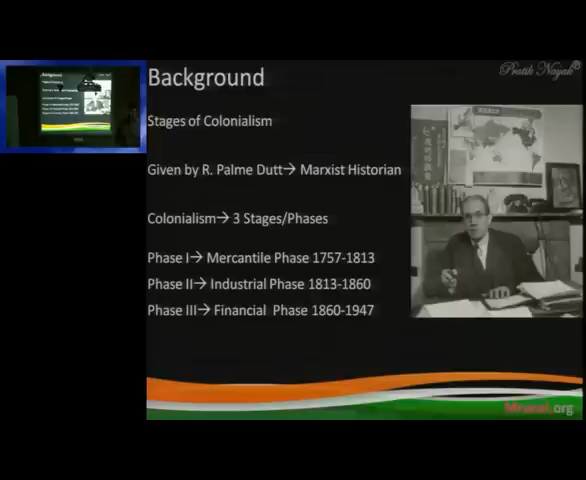 Background
Pratik Nayak©
Stages of Colonialism
Given by R. Palme Dutt→ Marxist Historian
Colonialism→ 3 Stages/Phases
Phase I→ Mercantile Phase 1757-1813
Phase II→ Industrial Phase 1813-1860
Phase III→ Financial Phase 1860-1947
Mrunal.org